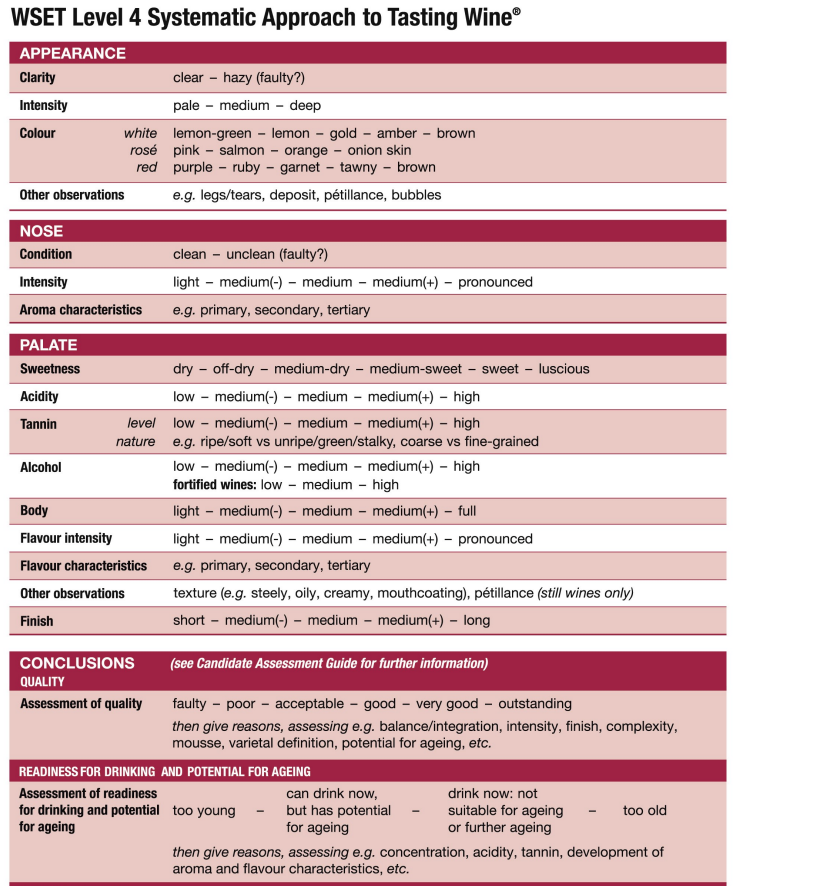 WSET Level 4 Systematic Approach to Tasting Wine®
APPEARANCE
Clarity clear – hazy (faulty?)
Intensity pale – medium – deep
Colour white lemon-green – lemon – gold – amber – brown
rosé pink – salmon – orange – onion skin
red purple – ruby – garnet – tawny – brown
Other observations e.g. legs/tears, deposit, pétillance, bubbles
NOSE
Condition clean – unclean (faulty?)
Intensity light – medium(-) – medium – medium(+) – pronounced
Aroma characteristics e.g. primary, secondary, tertiary
PALATE
Sweetness dry – off-dry – medium-dry – medium-sweet – sweet – luscious
Acidity low – medium(-) – medium – medium(+) – high
Tannin level low – medium(-) – medium – medium(+) – high
nature e.g. ripe/soft vs unripe/green/stalky, coarse vs fine-grained
Alcohol low – medium(-) – medium – medium(+) – high
fortified wines: low – medium – high
Body light – medium(-) – medium – medium(+) – full
Flavour intensity light – medium(-) – medium – medium(+) – pronounced
Flavour characteristics e.g. primary, secondary, tertiary
Other observations texture (e.g. steely, oily, creamy, mouthcoating), pétillance (still wines only)
Finish short – medium(-) – medium – medium(+) – long
CONCLUSIONS (see Candidate Assessment Guide for further information)
QUALITY
Assessment of quality faulty – poor – acceptable – good – very good – outstanding
then give reasons, assessing e.g. balance/integration, intensity, finish, complexity,
mousse, varietal definition, potential for ageing, etc.
READINESS FOR DRINKING AND POTENTIAL FOR AGEING
Assessment of readiness can drink now, drink now: not
for drinking and potential too young – but has potential – suitable for ageing – too old
for ageing for ageing or further ageing
then give reasons, assessing e.g. concentration, acidity, tannin, development of
aroma and flavour characteristics, etc.